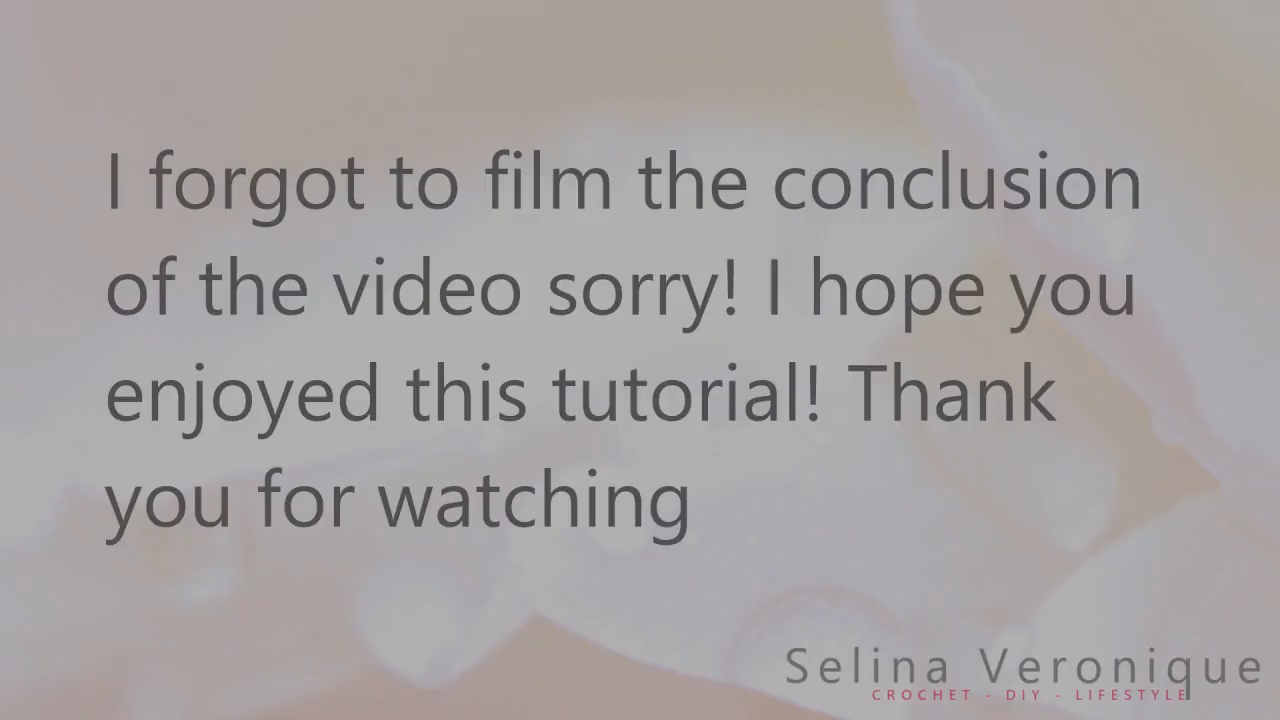 I forgot to film the conclusion
of the video sorry! I hope you
enjoyed this tutorial! Thank
you for watching
Selina Veronique
CROCHET - DIY - LIFESTYLE